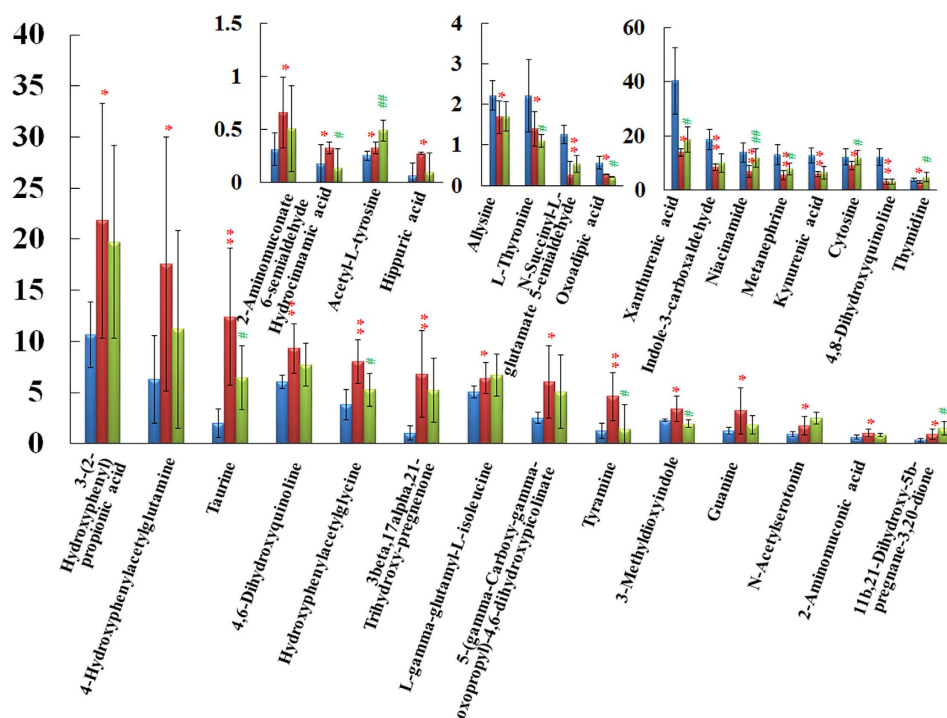 40
35
30
25
20
15
10
5
0
*
*
**
#
**
**
#
**
*
*
**
#
*
#
*
*
*
*
#
3-(2-
Hydroxyphenyl)
propionic acid
4-Hydroxyphenylacetylglutamine
Taurine
4,6-Dihydroxyquinoline
Hydroxyphenylacetylglycine
3beta,17alpha,21-
Trihydroxy-pregnenone
L-gamma-glutamyl-L-isoleucine
5-(gamma-Carboxy-gamma-
oxopropyl)-4,6-dihydroxypicolinate
Tyramine
3-Methyldioxyindole
Guanine
N-Acetylserotonin
2-Aminomuconic acid
11b,21-Dihydroxy-5b-
pregnane-3,20-dione
2
1.5
1
0.5
0
*
*
#
*
##
*
2-Aminomuconate
6-semialdehyde
Hydrocinnamic acid
Acetyl-L-tyrosine
Hippuric acid
4
3
2
1
0
*
*
#
**
*
#
Allysine
L-Thyronine
N-Succinyl-L-
glutamate 5-emialdehyde
Oxoadipic acid
60
40
20
0
*
#
**
**
##
**
#
**
*
#
**
*
#
Xanthurenic acid
Indole-3-carboxaldehyde
Niacinamide
Metanephrine
Kynurenic acid
Cytosine
4,8-Dihydroxyquinoline
Thymidine